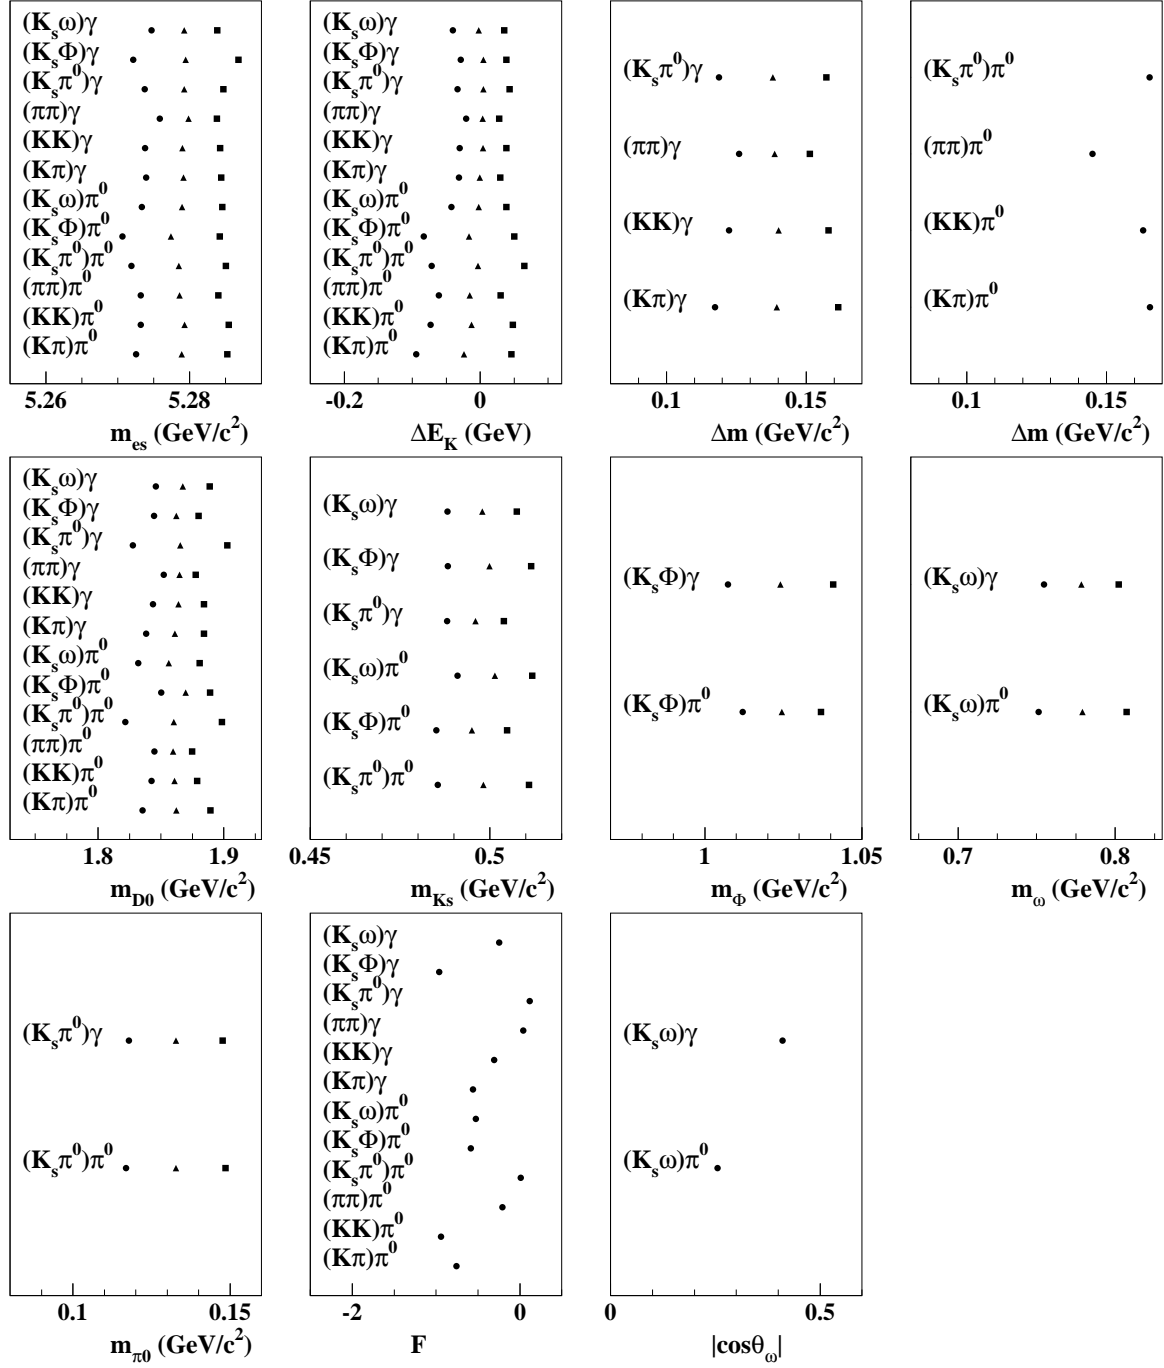 (Ksω)γ
(KsΦ)γ
(Ksπ⁰)γ
(ππ)γ
(KK)γ
(Kπ)γ
(Ksω)π⁰
(KsΦ)π⁰
(Ksπ⁰)π⁰
(ππ)π⁰
(KK)π⁰
(Kπ)π⁰
5.26 5.28
mes (GeV/c²)
(Ksω)γ
(KsΦ)γ
(Ksπ⁰)γ
(ππ)γ
(KK)γ
(Kπ)γ
(Ksω)π⁰
(KsΦ)π⁰
(Ksπ⁰)π⁰
(ππ)π⁰
(KK)π⁰
(Kπ)π⁰
-0.2 0
ΔEK (GeV)
(Ksπ⁰)γ
(ππ)γ
(KK)γ
(Kπ)γ
0.1 0.15
Δm (GeV/c²)
(Ksπ⁰)π⁰
(ππ)π⁰
(KK)π⁰
(Kπ)π⁰
0.1 0.15
Δm (GeV/c²)
(Ksω)γ
(KsΦ)γ
(Ksπ⁰)γ
(ππ)γ
(KK)γ
(Kπ)γ
(Ksω)π⁰
(KsΦ)π⁰
(Ksπ⁰)π⁰
(ππ)π⁰
(KK)π⁰
(Kπ)π⁰
1.8 1.9
mD0 (GeV/c²)
(Ksω)γ
(KsΦ)γ
(Ksπ⁰)γ
(Ksω)π⁰
(KsΦ)π⁰
(Ksπ⁰)π⁰
0.45 0.5
mKs (GeV/c²)
(KsΦ)γ
(KsΦ)π⁰
1 1.05
mΦ (GeV/c²)
(Ksω)γ
(Ksω)π⁰
0.7 0.8
mω (GeV/c²)
(Ksπ⁰)γ
(Ksπ⁰)π⁰
0.1 0.15
mπ0 (GeV/c²)
(Ksω)γ
(KsΦ)γ
(Ksπ⁰)γ
(ππ)γ
(KK)γ
(Kπ)γ
(Ksω)π⁰
(KsΦ)π⁰
(Ksπ⁰)π⁰
(ππ)π⁰
(KK)π⁰
(Kπ)π⁰
-2 0
F
(Ksω)γ
(Ksω)π⁰
0 0.5
|cosθω|